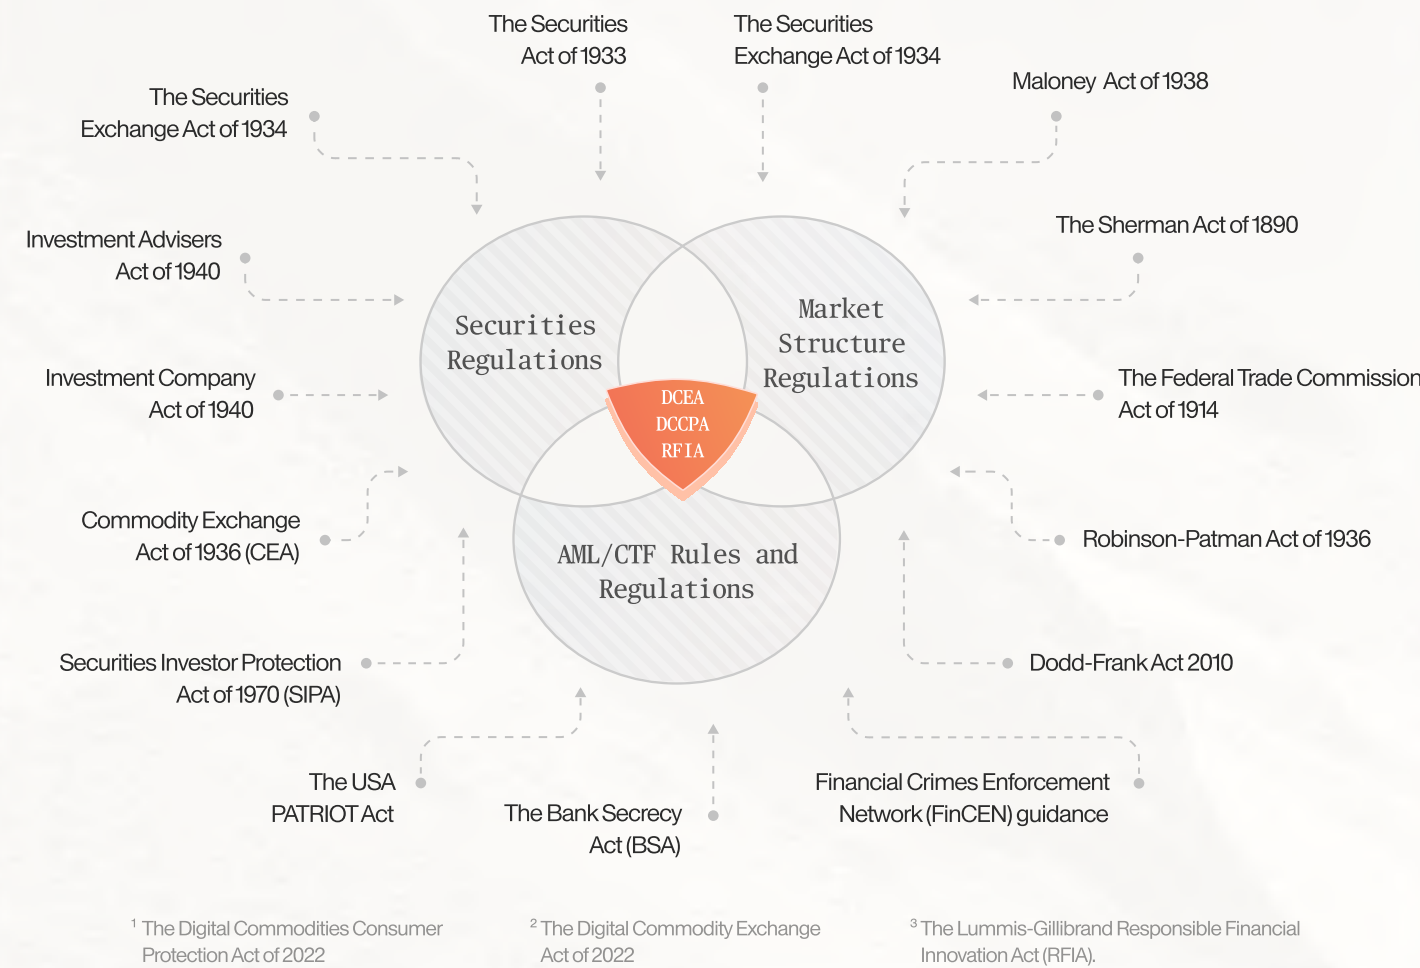 The Securities
Act of 1933
The Securities
Exchange Act of 1934
Maloney Act of 1938
The Securities
Exchange Act of 1934
The Sherman Act of 1890
Investment Advisers
Act of 1940
Securities
Regulations
Market
Structure
Regulations
Investment Company
Act of 1940
The Federal Trade Commission
Act of 1914
DCEA
DCCPA
RFIA
Commodity Exchange
Act of 1936 (CEA)
Robinson-Patman Act of 1936
AML/CTF Rules and
Regulations
Securities Investor Protection
Act of 1970 (SIPA)
Dodd-Frank Act 2010
The USA
PATRIOT Act
The Bank Secrecy
Act (BSA)
Financial Crimes Enforcement
Network (FinCEN) guidance
1 The Digital Commodities Consumer
Protection Act of 2022
2 The Digital Commodity Exchange
Act of 2022
3 The Lummis-Gillibrand Responsible Financial
Innovation Act (RFIA).